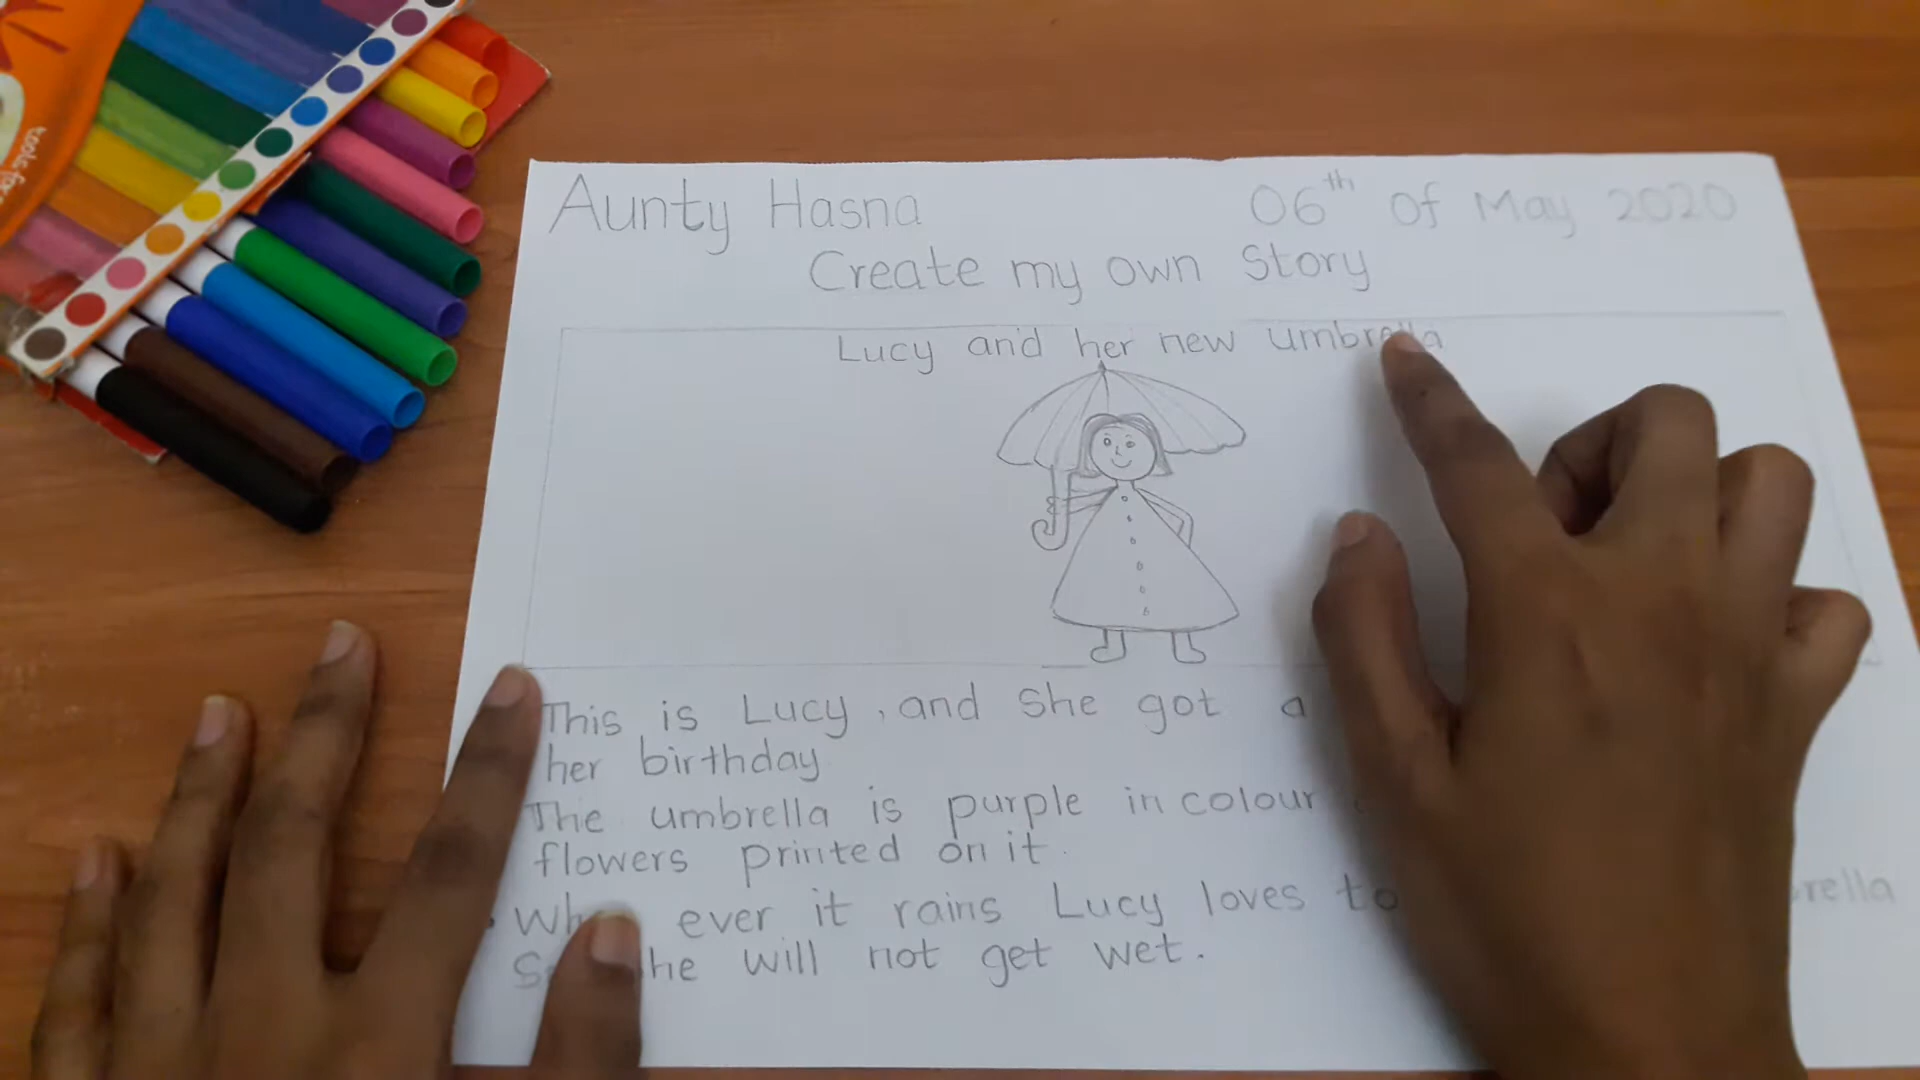 Aunty Hasna 06th of May 2020
Create my own Story
Lucy and her new umbrella
This is Lucy, and She got a
her birthday
The umbrella is purple in colour
flowers printed on it.
ever it rains Lucy loves to
will not get wet.
tools for